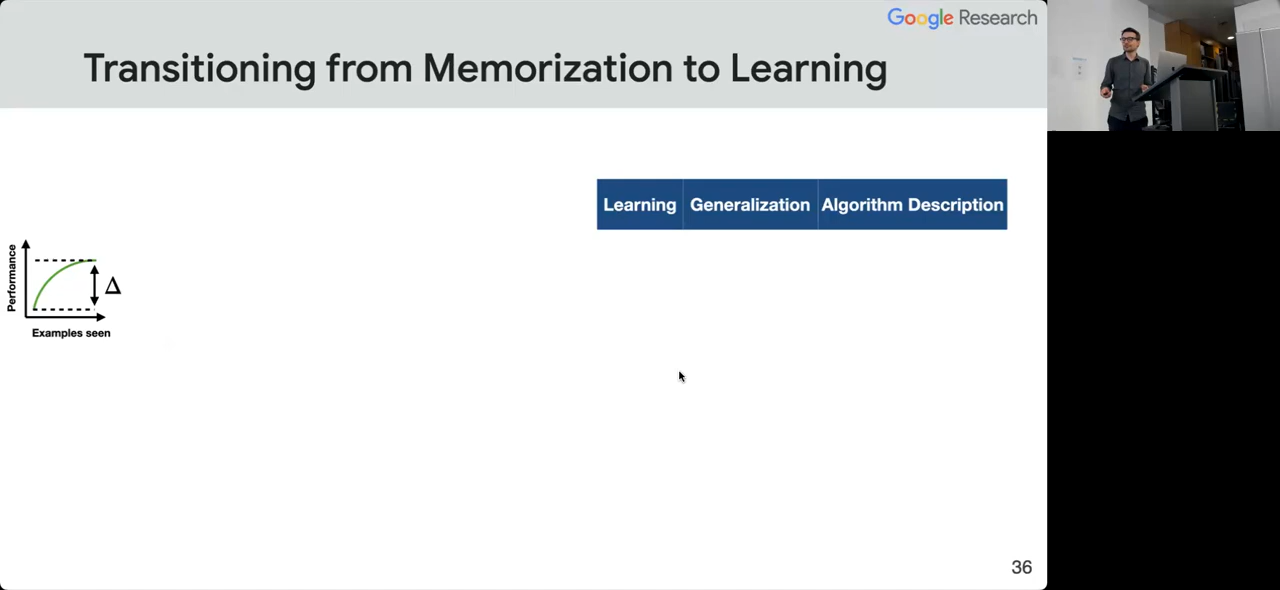 Google Research
Transitioning from Memorization to Learning
Learning Generalization Algorithm Description
Performance
Δ
Examples seen
36